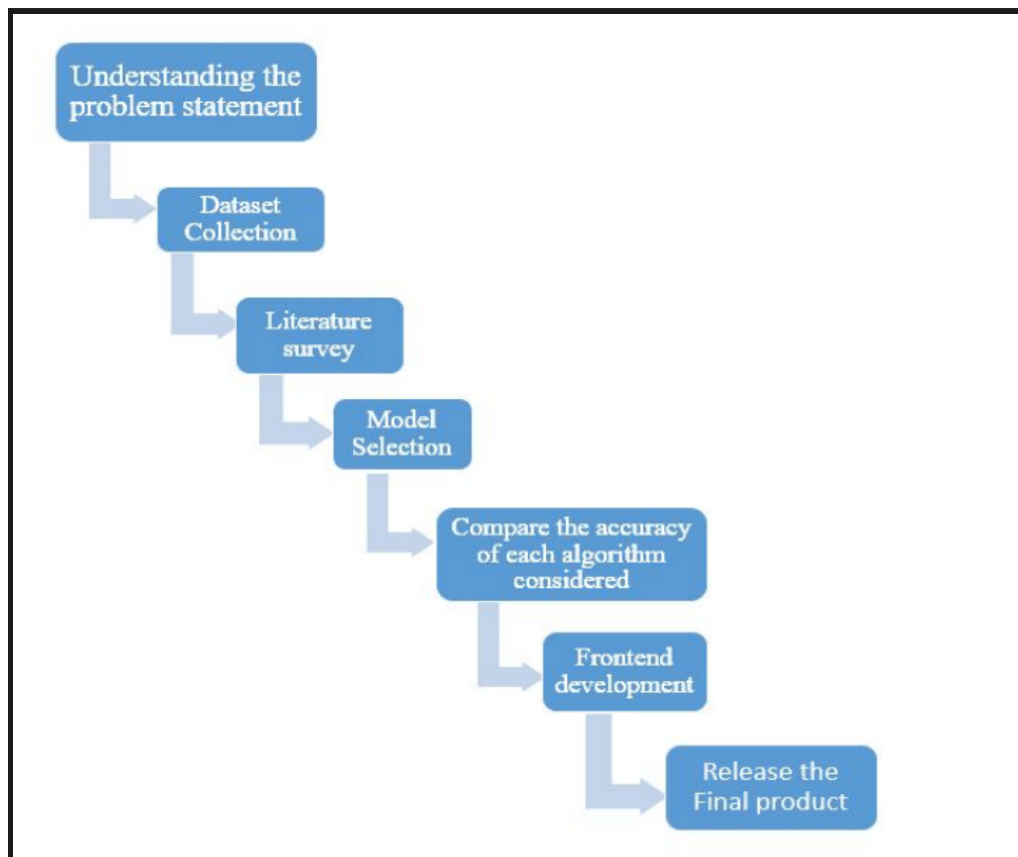 Understanding the
problem statement
Dataset
Collection
Literature
survey
Model
Selection
Compare the accuracy
of each algorithm
considered
Frontend
development
Release the
Final product